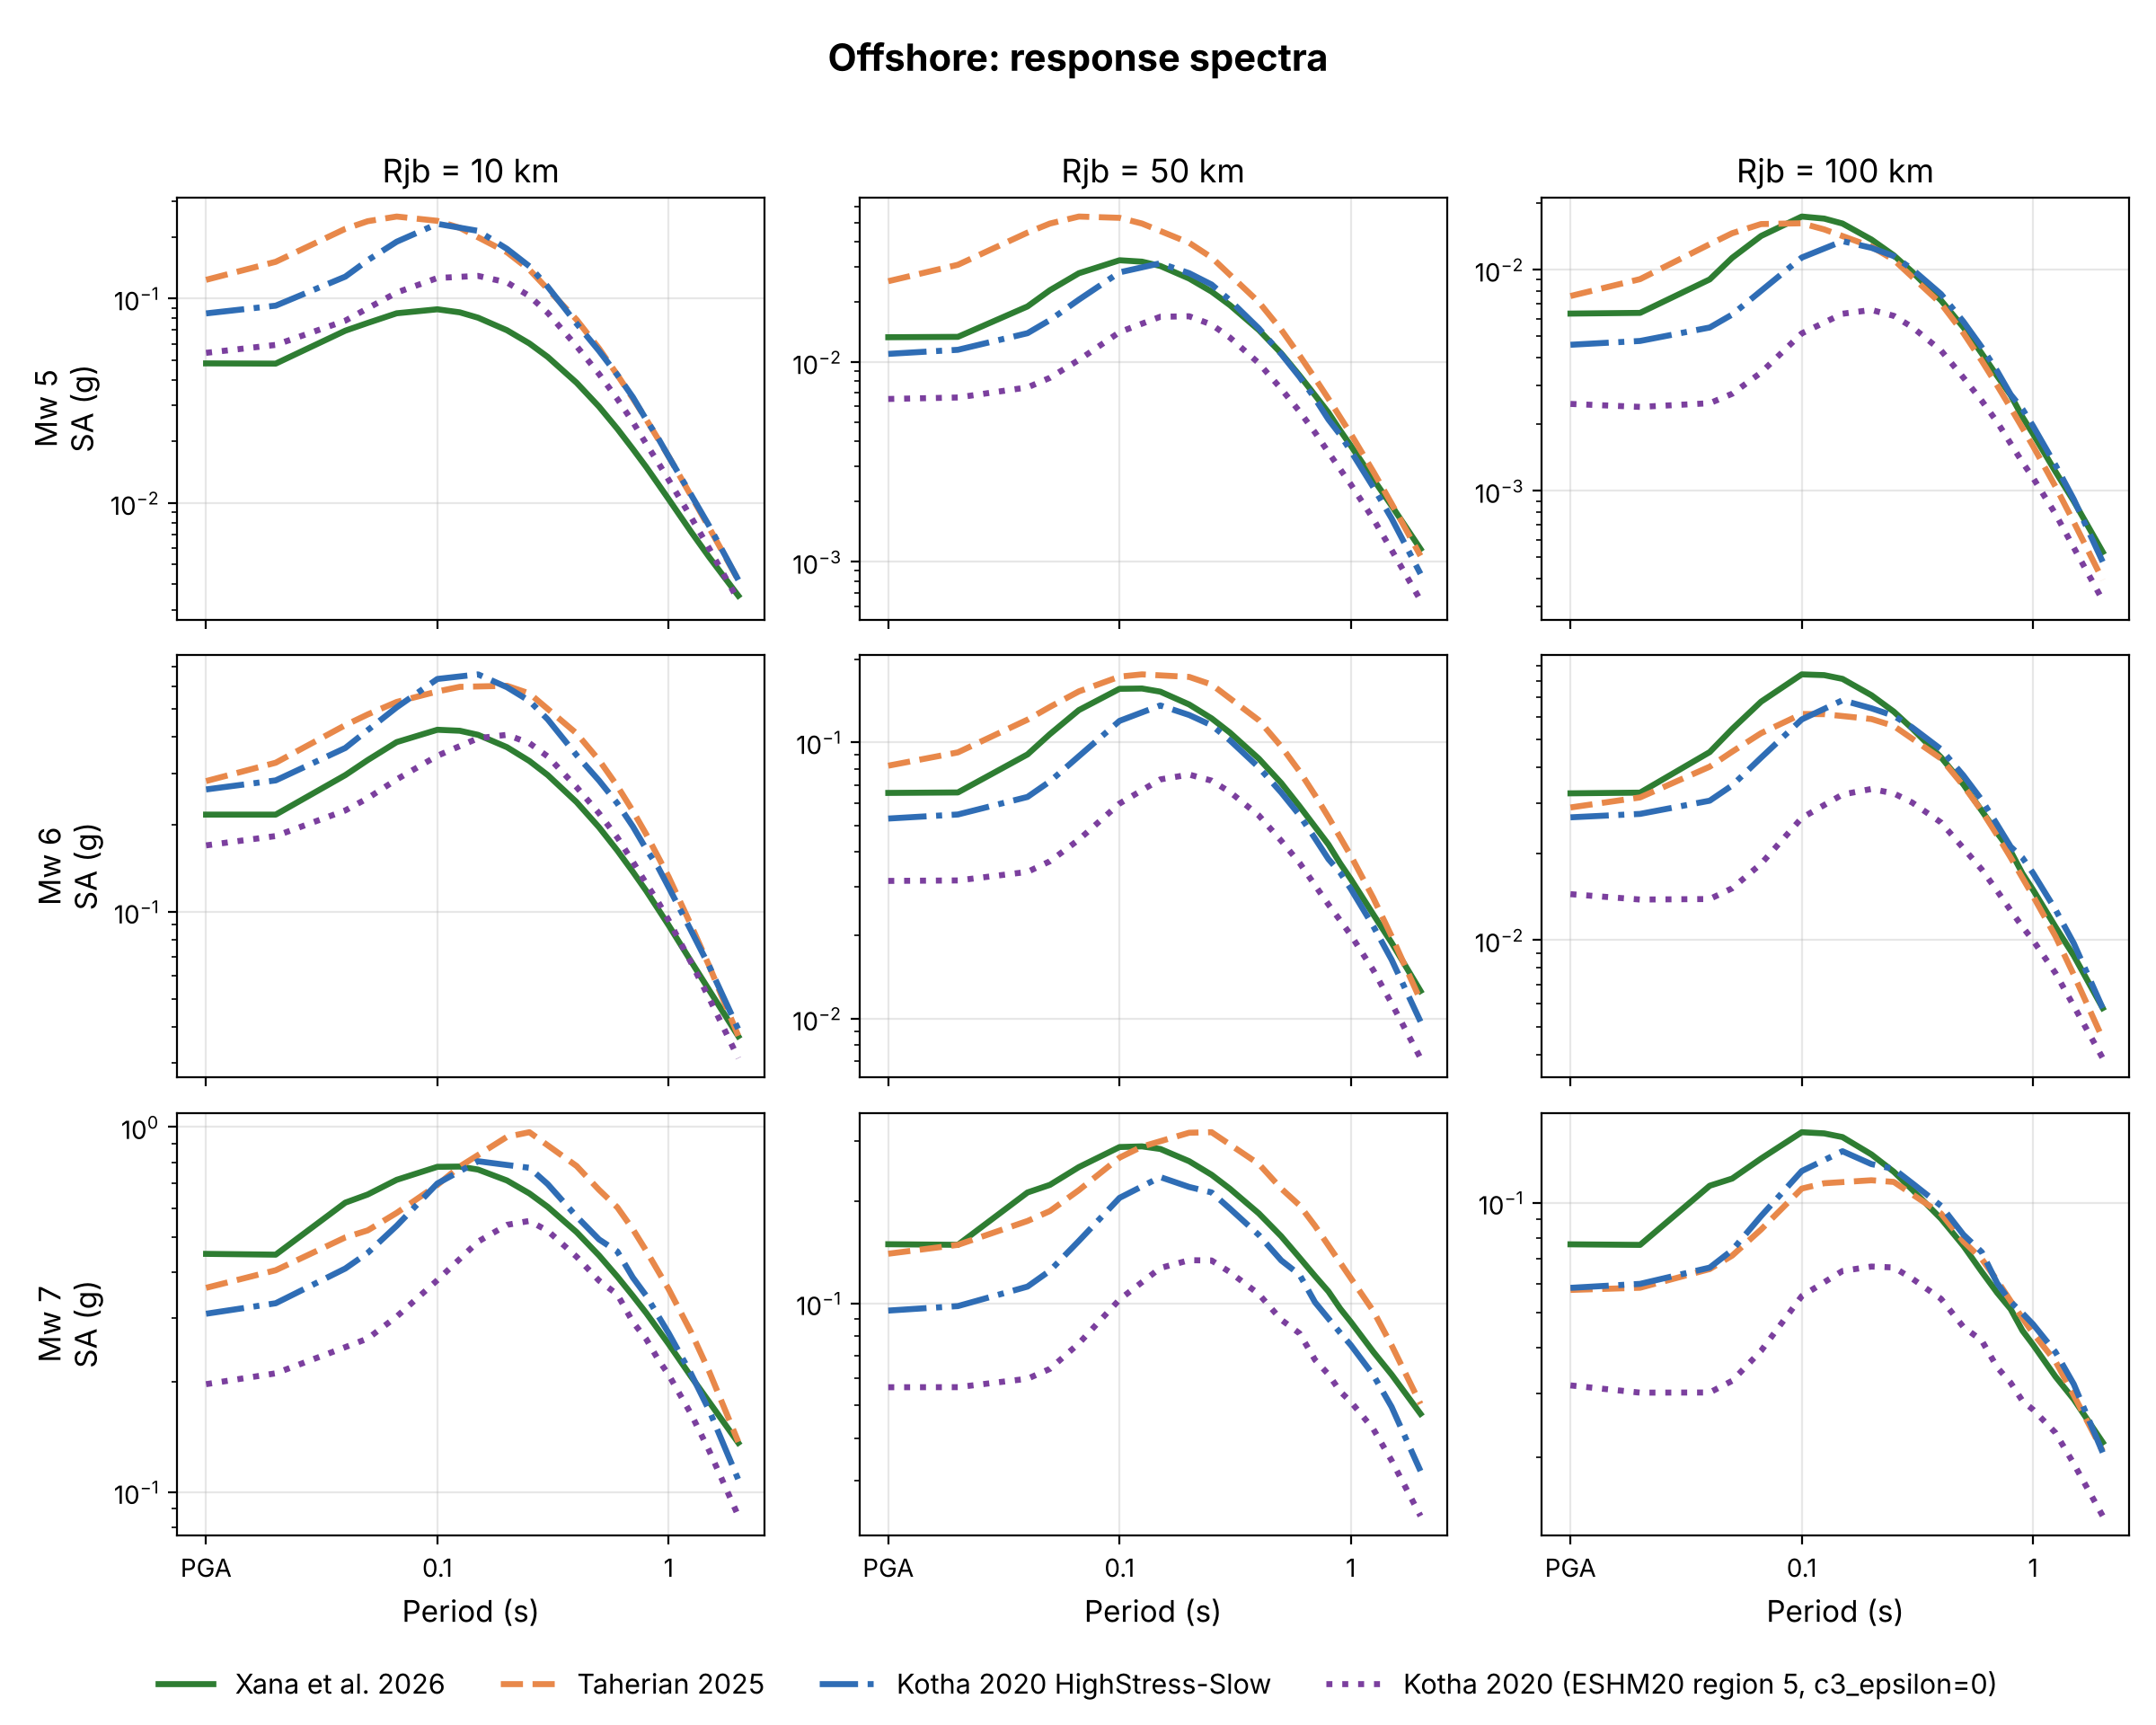 Offshore: response spectra
Rjb = 10 km
Rjb = 50 km
Rjb = 100 km
Mw 5
SA (g)
10⁻¹
10⁻²
10⁻²
10⁻³
10⁻²
10⁻³
Mw 6
SA (g)
10⁻¹
10⁻¹
10⁻²
10⁻²
Mw 7
SA (g)
10⁰
10⁻¹
10⁻¹
10⁻¹
PGA 0.1 1
PGA 0.1 1
PGA 0.1 1
Period (s)
Period (s)
Period (s)
Xana et al. 2026
Taherian 2025
Kotha 2020 HighStress-Slow
Kotha 2020 (ESHM20 region 5, c3_epsilon=0)